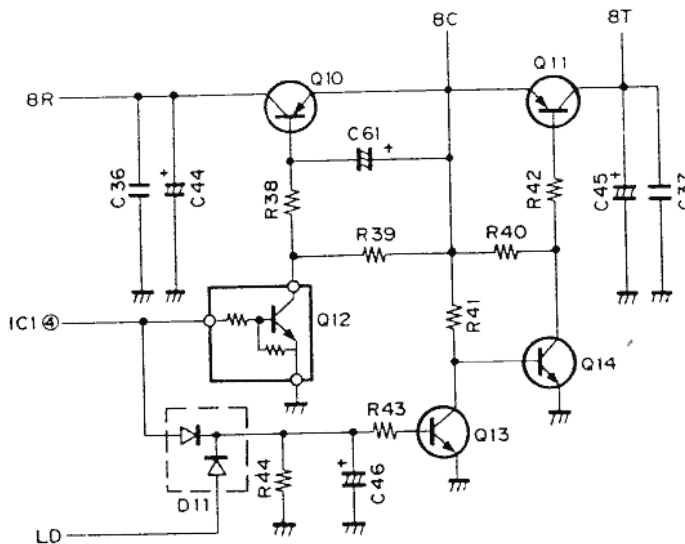 8C
8T
Q10
Q11
8R
C61
+
C36
+
C44
R38
R42
C45
+
C37
R39
R40
R41
IC1④
Q12
Q14
R43
Q13
+
R44
C46
D11
LD